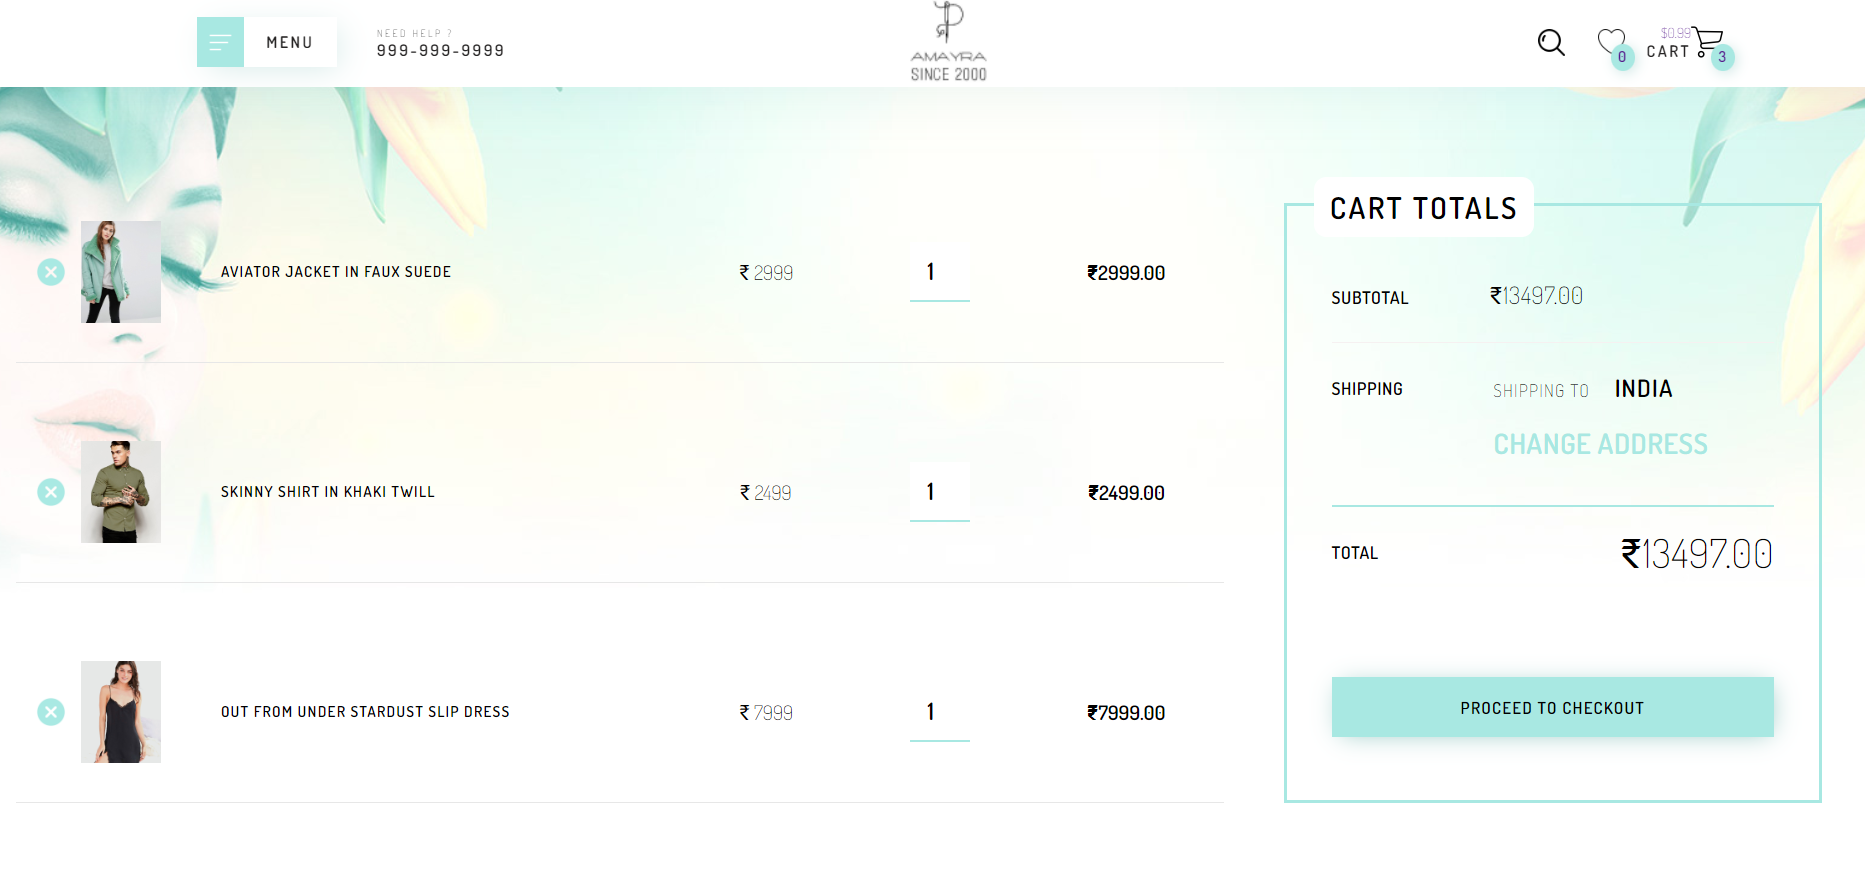 MENU
NEED HELP ?
999-999-9999
AMAYRA
SINCE 2000
0
$0.99
CART
3
AVIATOR JACKET IN FAUX SUEDE
₹ 2999
1
₹2999.00
SKINNY SHIRT IN KHAKI TWILL
₹ 2499
1
₹2499.00
OUT FROM UNDER STARDUST SLIP DRESS
₹ 7999
1
₹7999.00
CART TOTALS
SUBTOTAL
₹13497.00
SHIPPING
SHIPPING TO INDIA
CHANGE ADDRESS
TOTAL
₹13497.00
PROCEED TO CHECKOUT